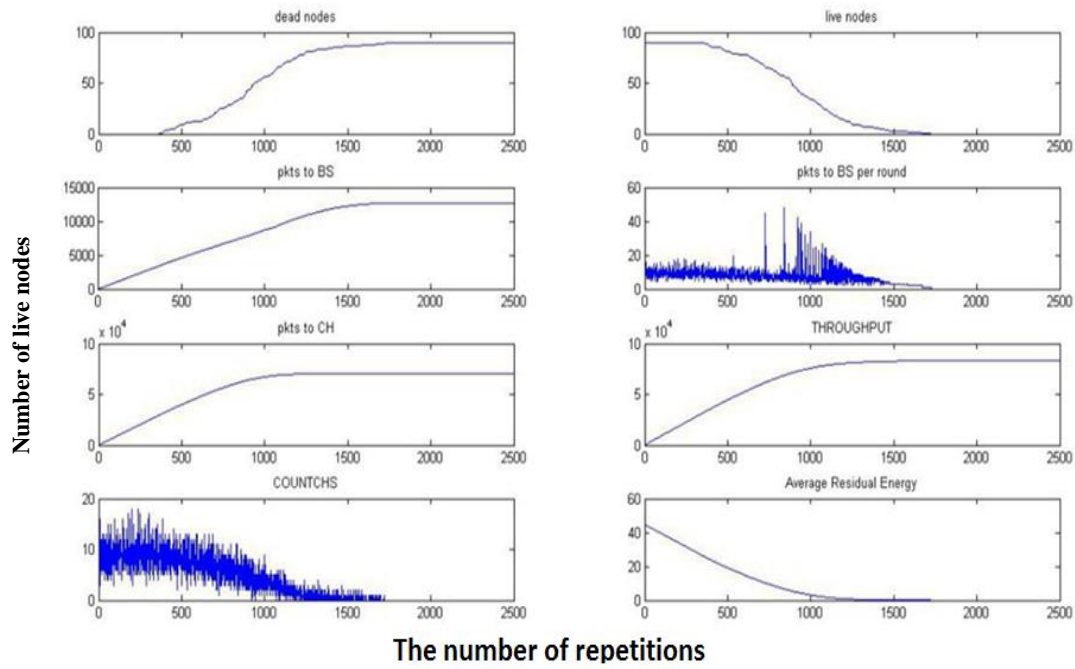 dead nodes
live nodes
100
50
0
0 500 1000 1500 2000 2500
100
50
0
0 500 1000 1500 2000 2500
pkts to BS
pkts to BS per round
15000
10000
5000
0
0 500 1000 1500 2000 2500
60
40
20
0
0 500 1000 1500 2000 2500
Number of live nodes
pkts to CH
THROUGHPUT
x 10^4
10
5
0
0 500 1000 1500 2000 2500
x 10^4
10
5
0
0 500 1000 1500 2000 2500
COUNTCHS
Average Residual Energy
20
10
0
0 500 1000 1500 2000 2500
60
40
20
0
0 500 1000 1500 2000 2500
The number of repetitions